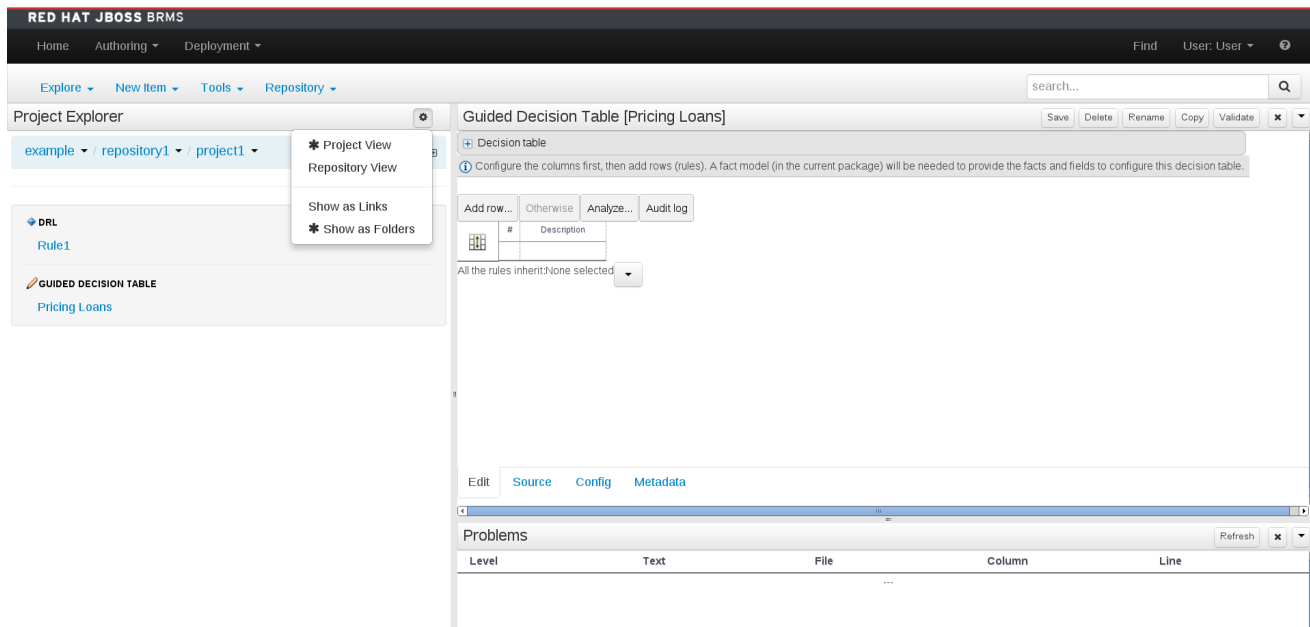 RED HAT JBOSS BRMS
Home Authoring Deployment Find User: User
Explore New Item Tools Repository search...
Project Explorer
example / repository1 / project1
Project View
Repository View
Show as Links
Show as Folders
DRL
Rule1
GUIDED DECISION TABLE
Pricing Loans
Guided Decision Table [Pricing Loans]
Save Delete Rename Copy Validate
Decision table
Configure the columns first, then add rows (rules). A fact model (in the current package) will be needed to provide the facts and fields to configure this decision table.
Add row... Otherwise Analyze... Audit log
# Description
All the rules inherit:None selected
Edit Source Config Metadata
Problems Refresh
Level Text File Column Line
...